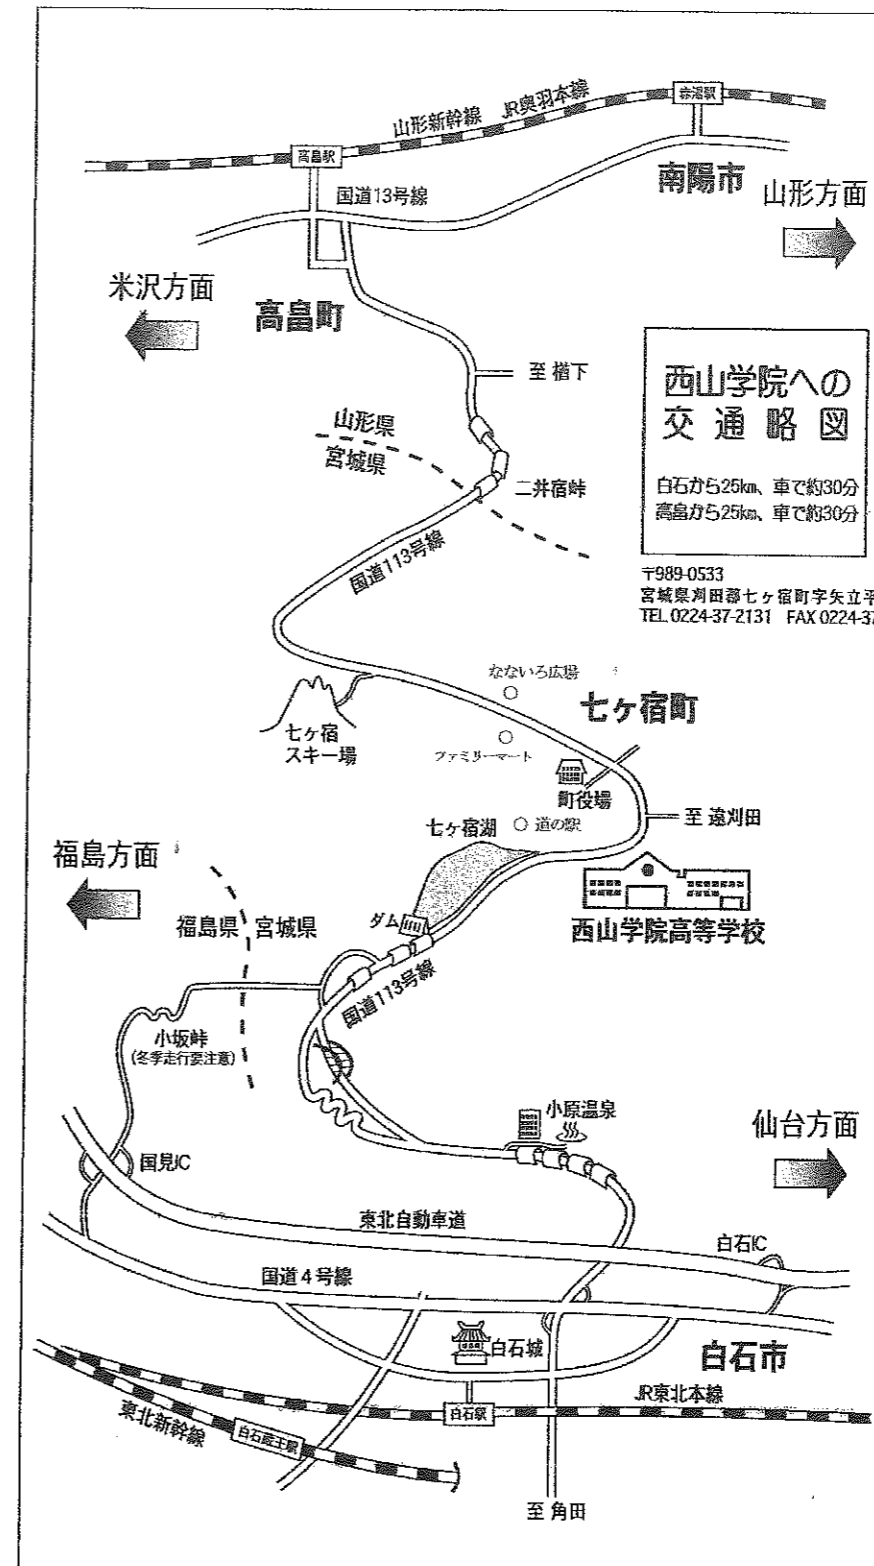 赤湯駅
山形新幹線 JR奥羽本線
高畠駅
国道13号線
南陽市
山形方面
米沢方面
高畠町
至 楢下
西山学院への
交通略図
白石から25km、車で約30分
高畠から25km、車で約30分
山形県
宮城県
二井宿峠
国道113号線
〒989-0533
宮城県刈田郡七ヶ宿町字矢立平
TEL 0224-37-2131 FAX 0224-37
なないろ広場
七ヶ宿町
七ヶ宿
スキー場
ファミリーマート
町役場
七ヶ宿湖
道の駅
至 遠刈田
福島方面
ダム
福島県 宮城県
西山学院高等学校
国道113号線
小坂峠
(冬季走行要注意)
小原温泉
仙台方面
国見IC
東北自動車道
白石IC
国道4号線
白石城
白石市
JR東北本線
白石駅
東北新幹線
白石蔵王駅
至 角田